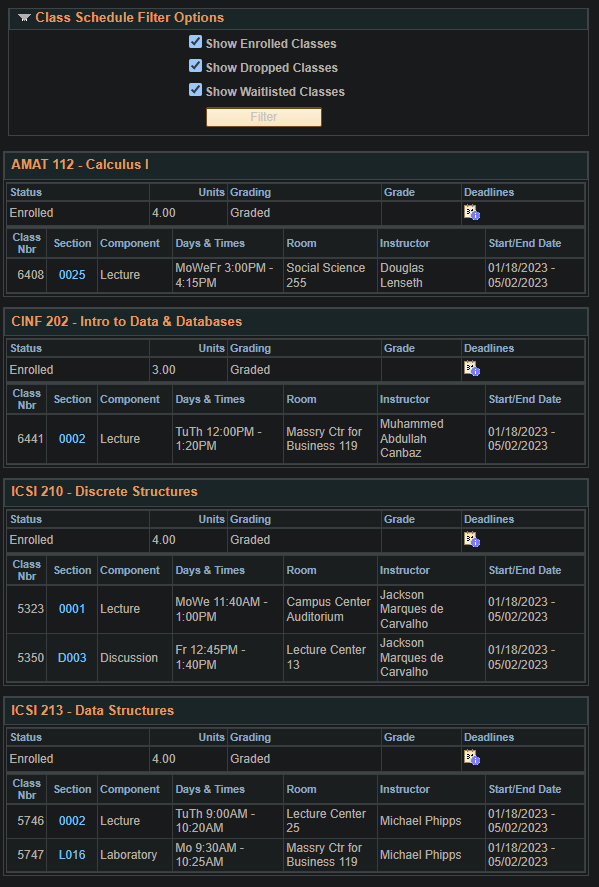 Class Schedule Filter Options
Show Enrolled Classes
Show Dropped Classes
Show Waitlisted Classes
Filter
AMAT 112 - Calculus I
Status Units Grading Grade Deadlines
Enrolled 4.00 Graded
Class Nbr Section Component Days & Times Room Instructor Start/End Date
6408 0025 Lecture MoWeFr 3:00PM - 4:15PM Social Science 255 Douglas Lenseth 01/18/2023 - 05/02/2023
CINF 202 - Intro to Data & Databases
Status Units Grading Grade Deadlines
Enrolled 3.00 Graded
Class Nbr Section Component Days & Times Room Instructor Start/End Date
6441 0002 Lecture TuTh 12:00PM - 1:20PM Massry Ctr for Business 119 Muhammed Abdullah Canbaz 01/18/2023 - 05/02/2023
ICSI 210 - Discrete Structures
Status Units Grading Grade Deadlines
Enrolled 4.00 Graded
Class Nbr Section Component Days & Times Room Instructor Start/End Date
5323 0001 Lecture MoWe 11:40AM - 1:00PM Campus Center Auditorium Jackson Marques de Carvalho 01/18/2023 - 05/02/2023
5350 D003 Discussion Fr 12:45PM - 1:40PM Lecture Center 13 Jackson Marques de Carvalho 01/18/2023 - 05/02/2023
ICSI 213 - Data Structures
Status Units Grading Grade Deadlines
Enrolled 4.00 Graded
Class Nbr Section Component Days & Times Room Instructor Start/End Date
5746 0002 Lecture TuTh 9:00AM - 10:20AM Lecture Center 25 Michael Phipps 01/18/2023 - 05/02/2023
5747 L016 Laboratory Mo 9:30AM - 10:25AM Massry Ctr for Business 119 Michael Phipps 01/18/2023 - 05/02/2023